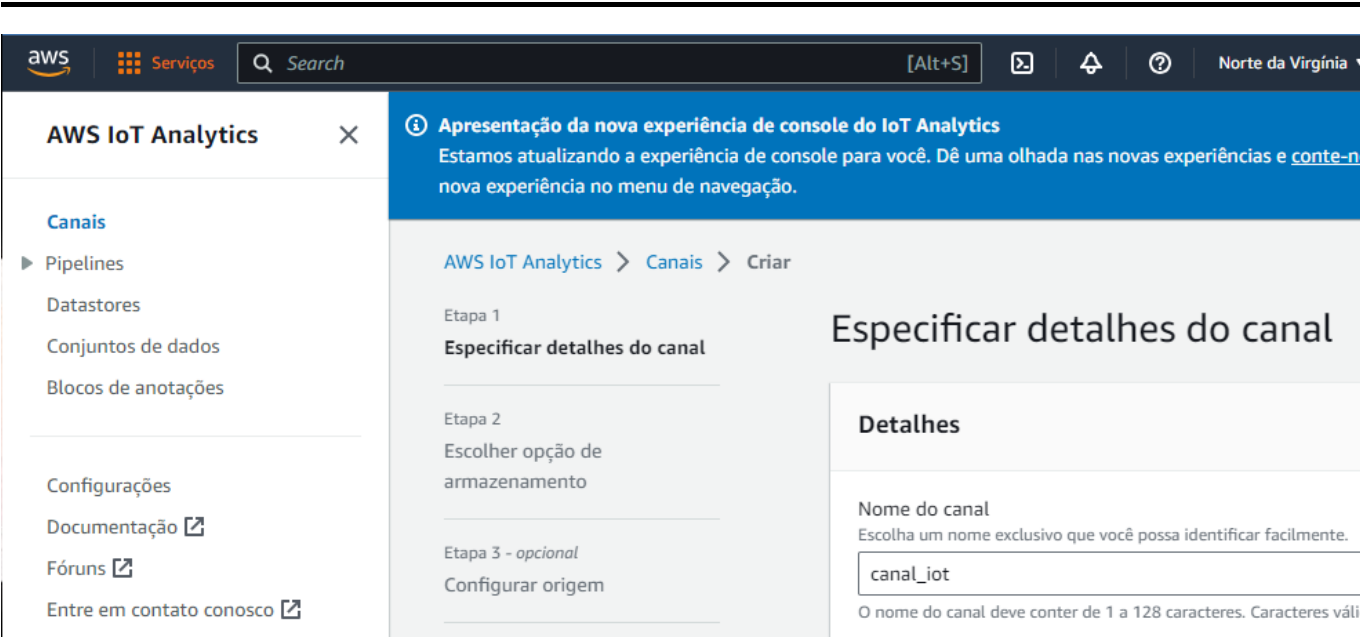 aws
Serviços
Search
[Alt+S]
Norte da Virgínia
AWS IoT Analytics
Canais
Pipelines
Datastores
Conjuntos de dados
Blocos de anotações
Configurações
Documentação
Fóruns
Entre em contato conosco
Apresentação da nova experiência de console do IoT Analytics
Estamos atualizando a experiência de console para você. Dê uma olhada nas novas experiências e
nova experiência no menu de navegação.
AWS IoT Analytics > Canais > Criar
Etapa 1
Especificar detalhes do canal
Etapa 2
Escolher opção de
armazenamento
Etapa 3 - opcional
Configurar origem
Especificar detalhes do canal
Detalhes
Nome do canal
Escolha um nome exclusivo que você possa identificar facilmente.
canal_iot
O nome do canal deve conter de 1 a 128 caracteres. Caracteres